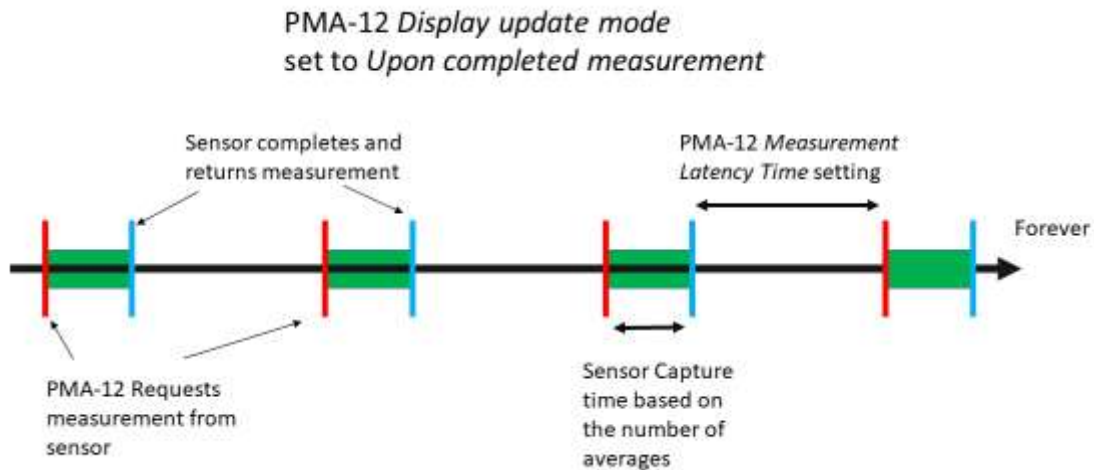 PMA-12 Display update mode
set to Upon completed measurement
Sensor completes and
returns measurement
PMA-12 Measurement
Latency Time setting
Forever
PMA-12 Requests
measurement from
sensor
Sensor Capture
time based on
the number of
averages